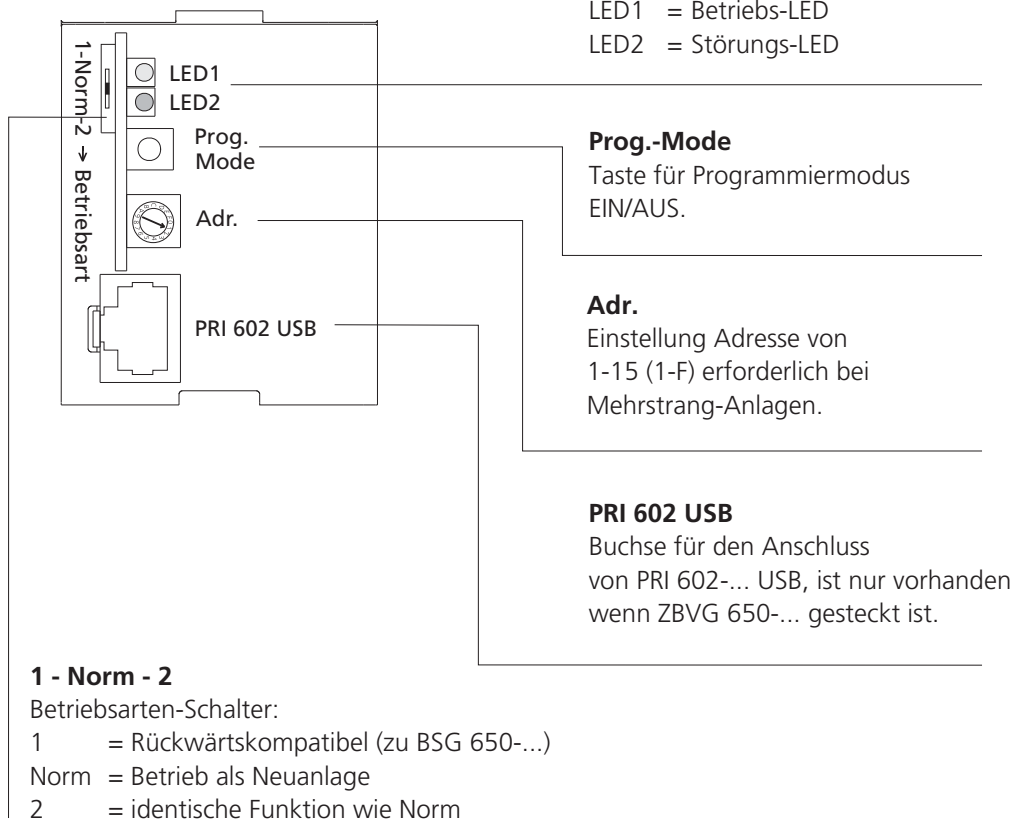 LED1 = Betriebs-LED
LED2 = Störungs-LED
1-Norm-2 → Betriebsart
LED1
LED2
Prog.
Mode
Adr.
PRI 602 USB
Prog.-Mode
Taste für Programmiermodus
EIN/AUS.
Adr.
Einstellung Adresse von
1-15 (1-F) erforderlich bei
Mehrstrang-Anlagen.
PRI 602 USB
Buchse für den Anschluss
von PRI 602-... USB, ist nur vorhanden
wenn ZBVG 650-... gesteckt ist.
1 - Norm - 2
Betriebsarten-Schalter:
1 = Rückwärtskompatibel (zu BSG 650-...)
Norm = Betrieb als Neuanlage
2 = identische Funktion wie Norm